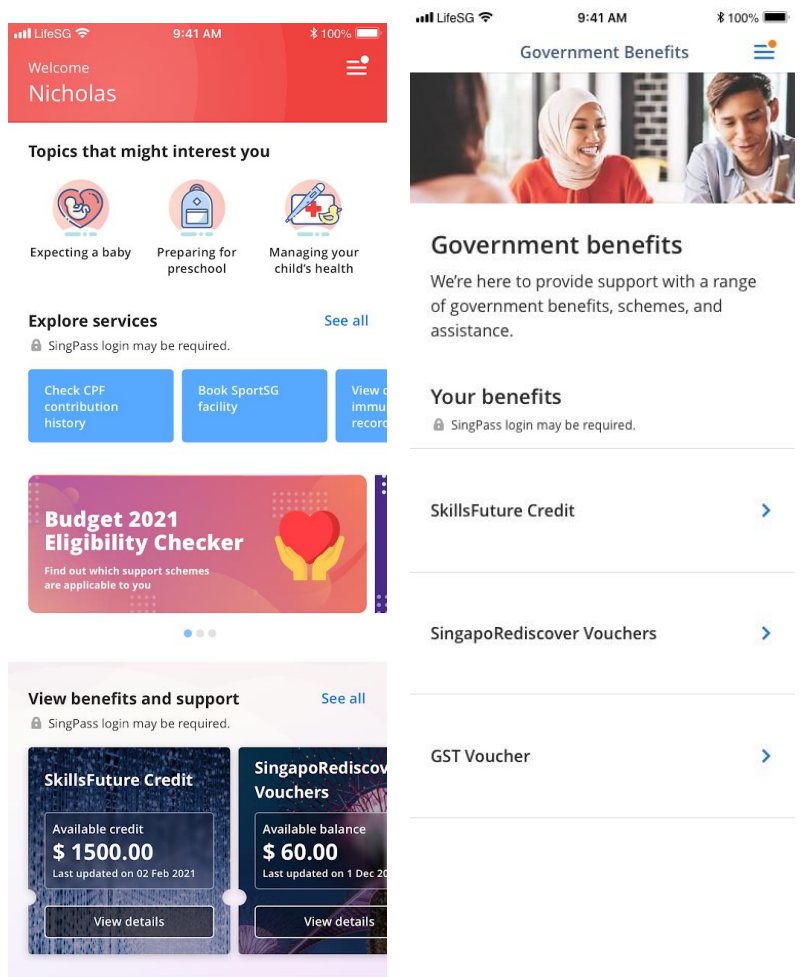 LifeSG 9:41 AM 100%
Welcome
Nicholas
Topics that might interest you
Expecting a baby
Preparing for
preschool
Managing your
child's health
Explore services See all
SingPass login may be required.
Check CPF
contribution
history
Book SportSG
facility
View
immu
record
Budget 2021
Eligibility Checker
Find out which support schemes
are applicable to you
View benefits and support See all
SingPass login may be required.
SkillsFuture Credit
Available credit
$ 1500.00
Last updated on 02 Feb 2021
View details
SingapoRediscov
Vouchers
Available balance
$ 60.00
Last updated on 1 Dec 20
View details
LifeSG 9:41 AM 100%
Government Benefits
Government benefits
We're here to provide support with a range
of government benefits, schemes, and
assistance.
Your benefits
SingPass login may be required.
SkillsFuture Credit
SingapoRediscover Vouchers
GST Voucher